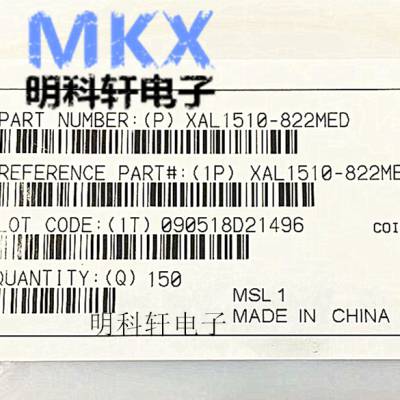 MKX
明科轩电子
PART NUMBER:(P) XAL1510-822MED
REFERENCE PART#:(1P) XAL1510-822ME
LOT CODE:(1T) 090518D21496
COI
QUANTITY:(Q) 150
MSL 1
明科轩电子
MADE IN CHINA